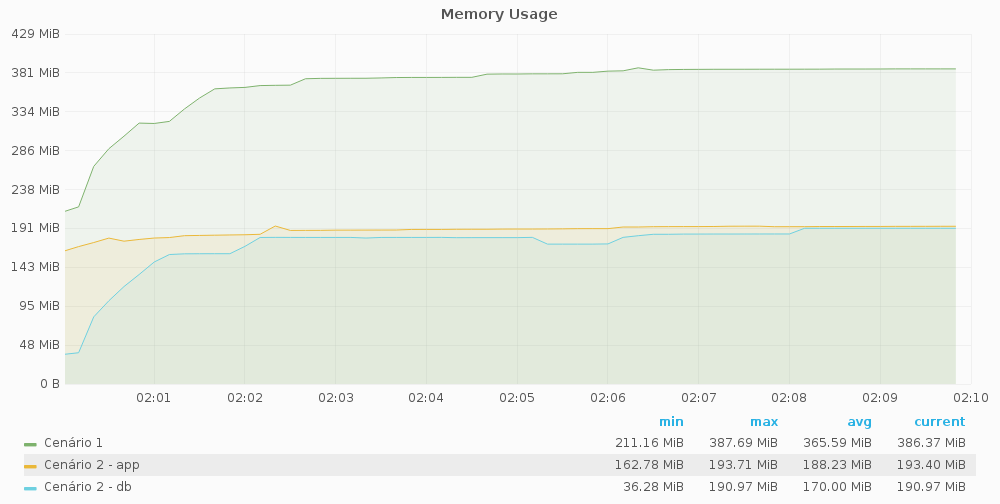 Memory Usage
429 MiB
381 MiB
334 MiB
286 MiB
238 MiB
191 MiB
143 MiB
95 MiB
48 MiB
0 B
02:01 02:02 02:03 02:04 02:05 02:06 02:07 02:08 02:09 02:10
min max avg current
Cenário 1 211.16 MiB 387.69 MiB 365.59 MiB 386.37 MiB
Cenário 2 - app 162.78 MiB 193.71 MiB 188.23 MiB 193.40 MiB
Cenário 2 - db 36.28 MiB 190.97 MiB 170.00 MiB 190.97 MiB